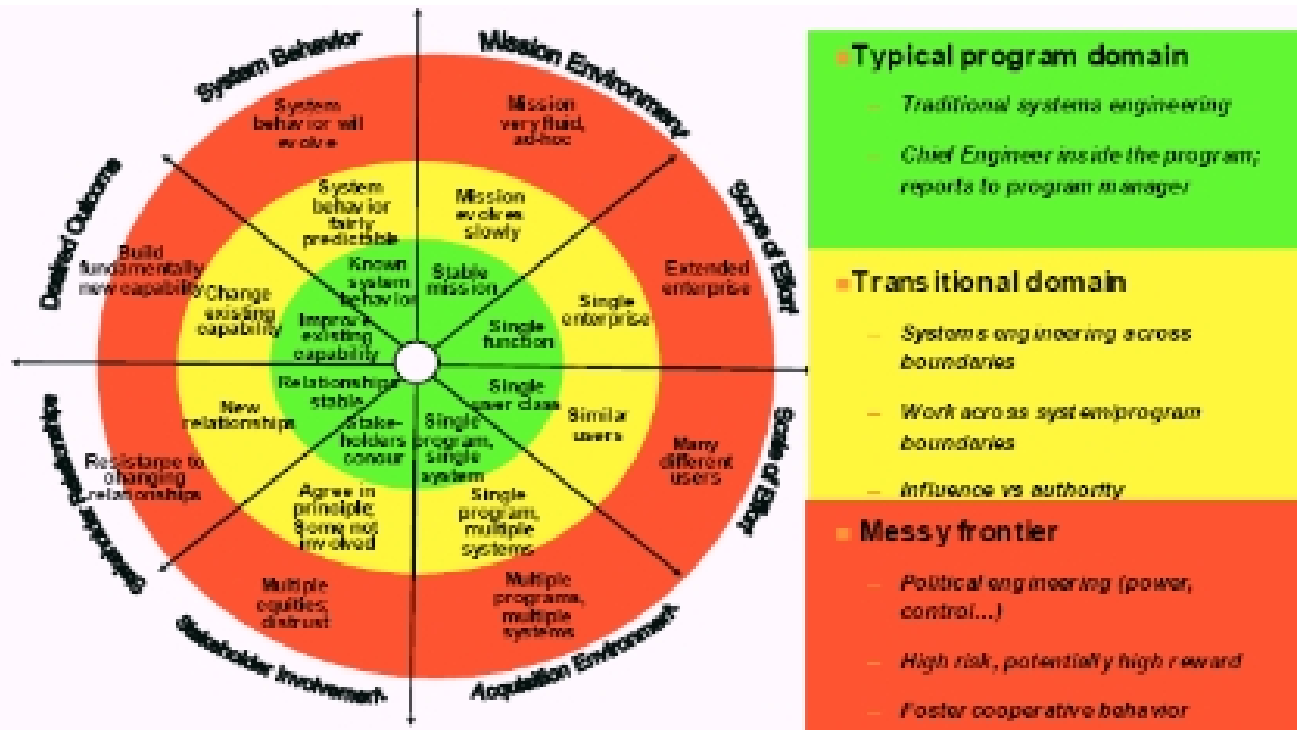 System Behavior
Mission Environment
Scope of Effort
Scale of Effort
Acquisition Environment
Stakeholder Involvement
Stakeholder Relationships
Desired Outcome
System
behavior will
evolve
Mission
very fluid,
ad-hoc
System
behavior
fairly
predictable
Mission
evolves
slowly
Build
fundamentally
new capability
Extended
enterprise
Known
system
behavior
Stable
mission
Change
existing
capability
Single
enterprise
Improve
existing
capability
Single
function
Relationships
stable
Single
user class
New
relationships
Similar
users
Stake-
holders
concur
Single
program,
single
system
Resistance to
changing
relationships
Many
different
users
Agree in
principle;
Some not
involved
Single
program,
multiple
systems
Multiple
equities;
distrust
Multiple
programs,
multiple
systems
Typical program domain
– Traditional systems engineering
– Chief Engineer inside the program;
reports to program manager
Transitional domain
– Systems engineering across
boundaries
– Work across system/program
boundaries
– Influence vs authority
Messy frontier
– Political engineering (power,
control...)
– High risk, potentially high reward
– Foster cooperative behavior